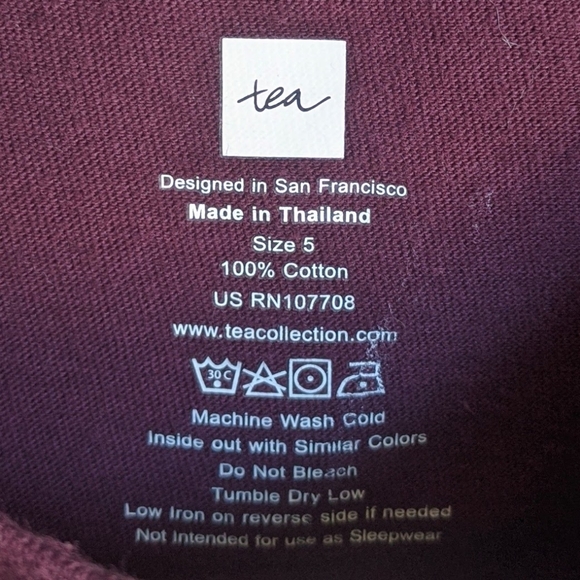 tea
Designed in San Francisco
Made in Thailand
Size 5
100% Cotton
US RN107708
www.teacollection.com
30 C
Machine Wash Cold
Inside out with Similar Colors
Do Not Bleach
Tumble Dry Low
Low Iron on reverse side if needed
Not Intended for use as Sleepwear